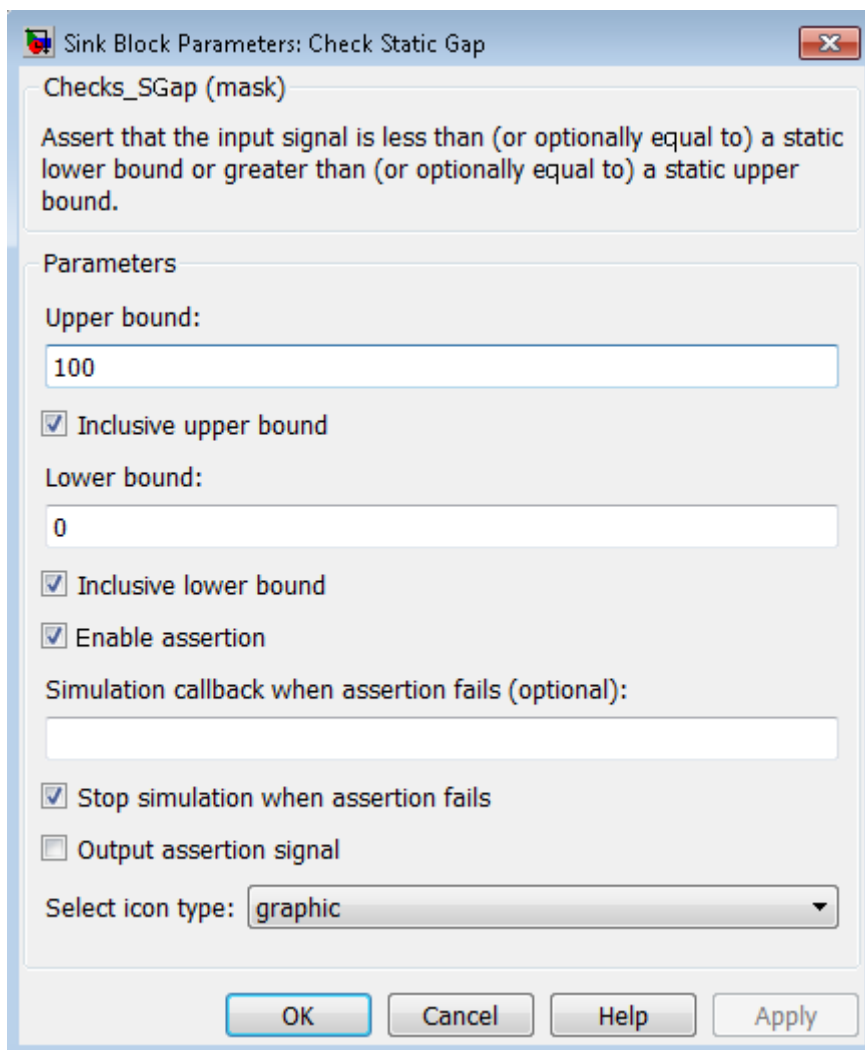 Sink Block Parameters: Check Static Gap
Checks_SGap (mask)
Assert that the input signal is less than (or optionally equal to) a static
lower bound or greater than (or optionally equal to) a static upper
bound.
Parameters
Upper bound:
100
Inclusive upper bound
Lower bound:
0
Inclusive lower bound
Enable assertion
Simulation callback when assertion fails (optional):
Stop simulation when assertion fails
Output assertion signal
Select icon type: graphic
OK Cancel Help Apply